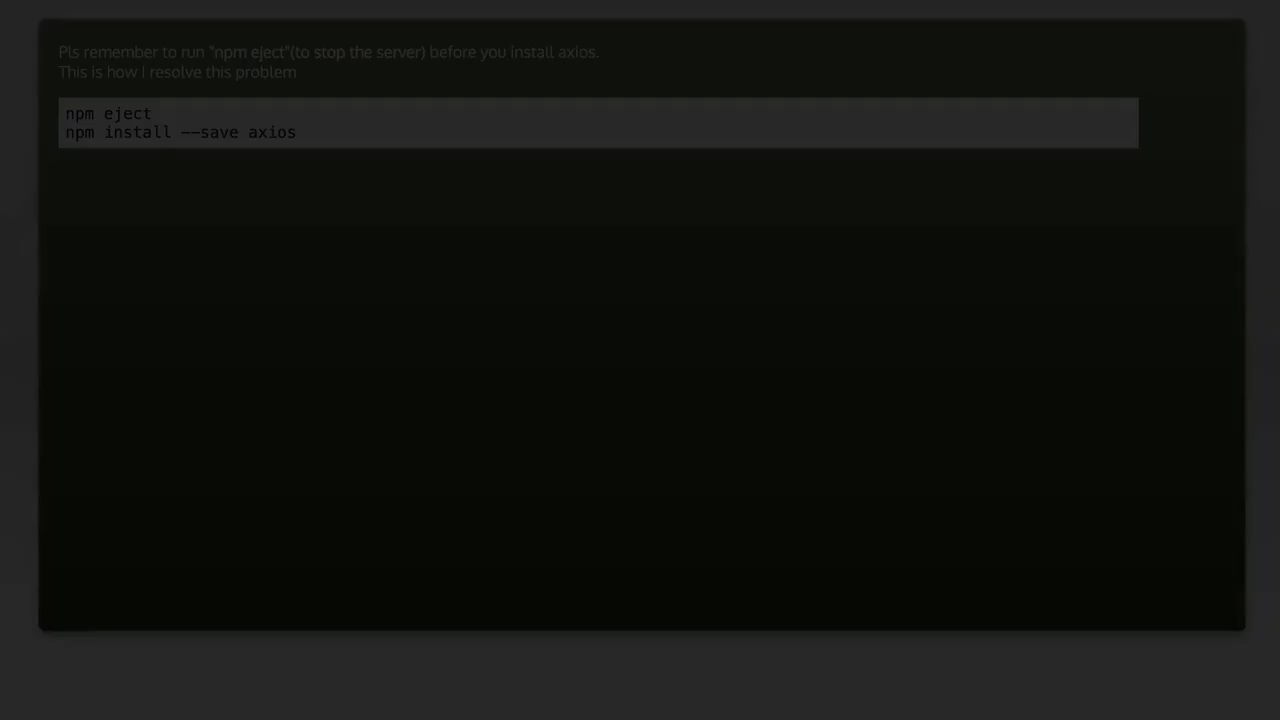 Pls remember to run "npm eject"(to stop the server) before you install axios.
This is how I resolve this problem
npm eject
npm install --save axios